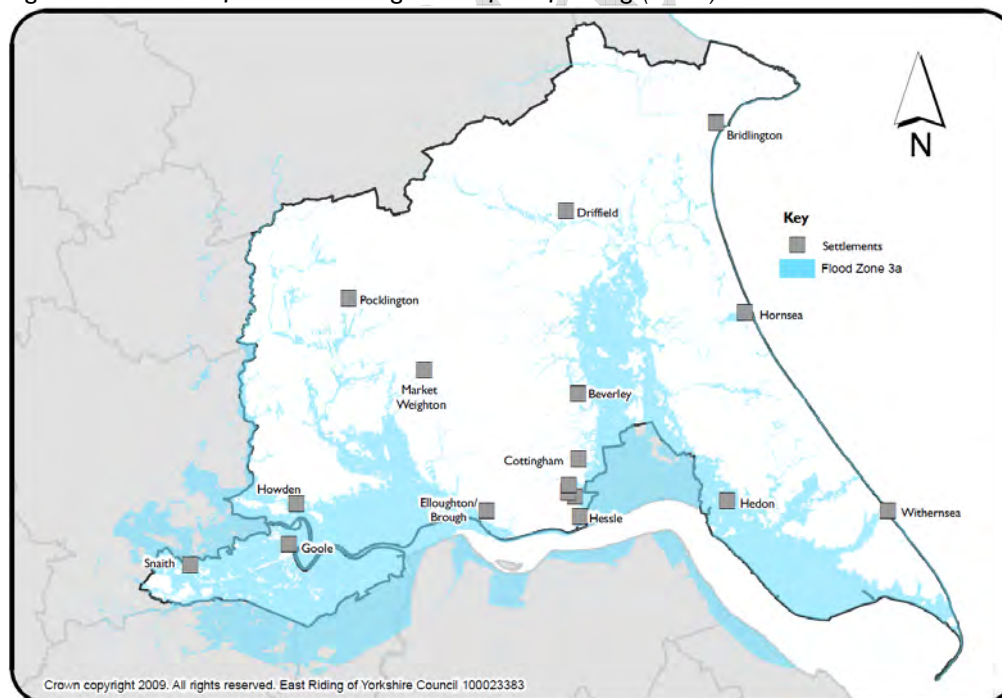 N
Bridlington
Driffield
Key
Settlements
Flood Zone 3a
Pocklington
Hornsea
Market
Weighton
Beverley
Cottingham
Howden
Elloughton/
Brough
Hessle
Hedon
Withernsea
Goole
Snaith
Crown copyright 2009. All rights reserved. East Riding of Yorkshire Council 100023383